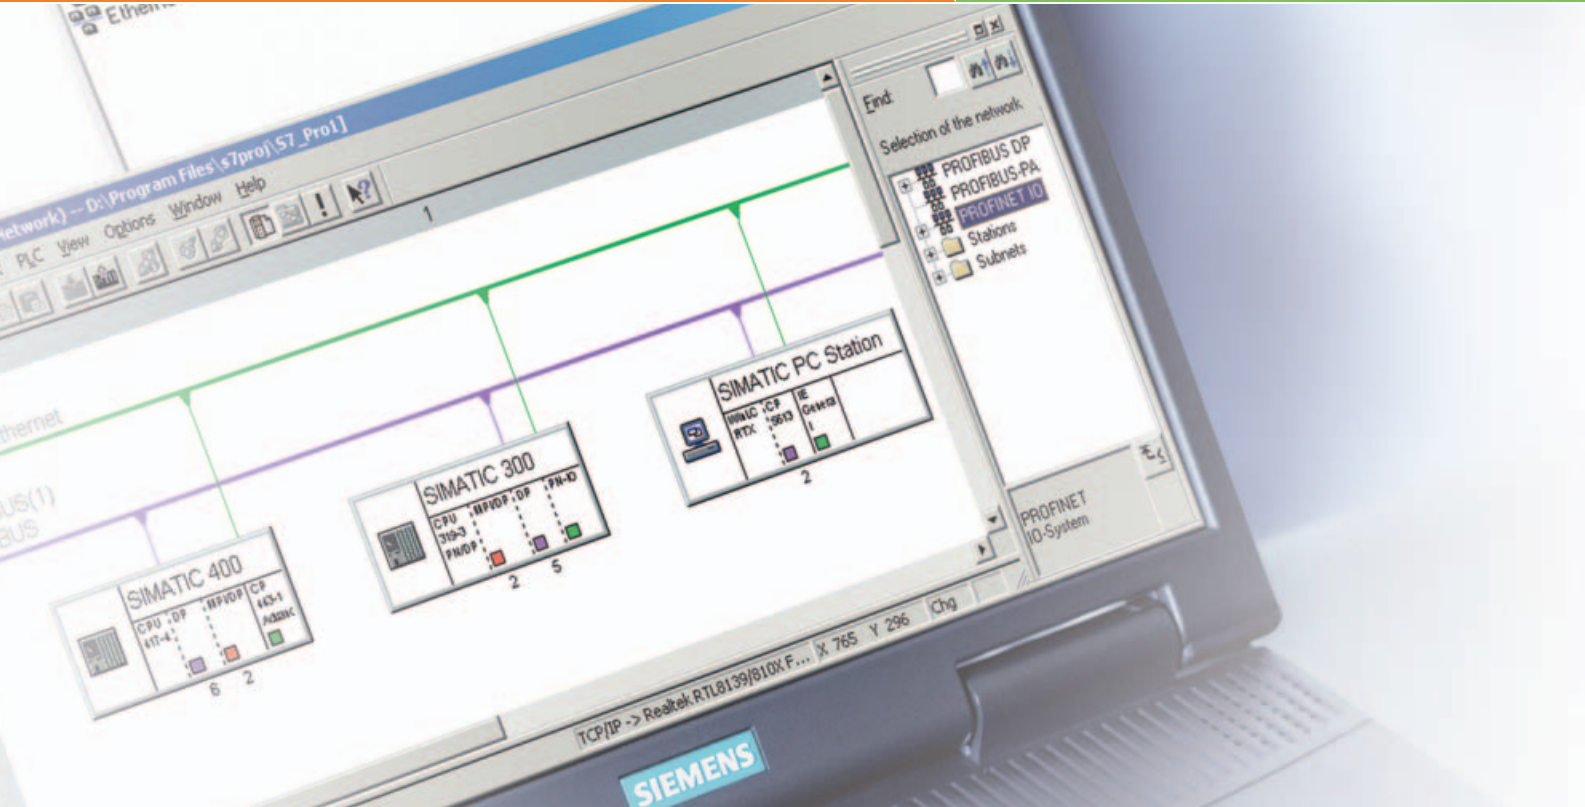 Ethern
etwork) -- D:\Program Files\s7proj\S7_Pro1]
PLC View Options Window Help
1
Find:
Selection of the network
PROFIBUS DP
PROFIBUS-PA
PROFINET IO
Stations
Subnets
thernet
BUS(1)
BUS
SIMATIC 400
CPU
417-4
DP
MPI/DP
CP
443-1
6 2
SIMATIC 300
CPU
319-3
PN/DP
MPI/DP
DP
PN-IO
2 5
SIMATIC PC Station
WinLC
RTX
CP
5613
IE
General
2
PROFINET
IO-System
TCP/IP -> Realtek RTL8139/810X F... X 765 Y 296 Chg
SIEMENS